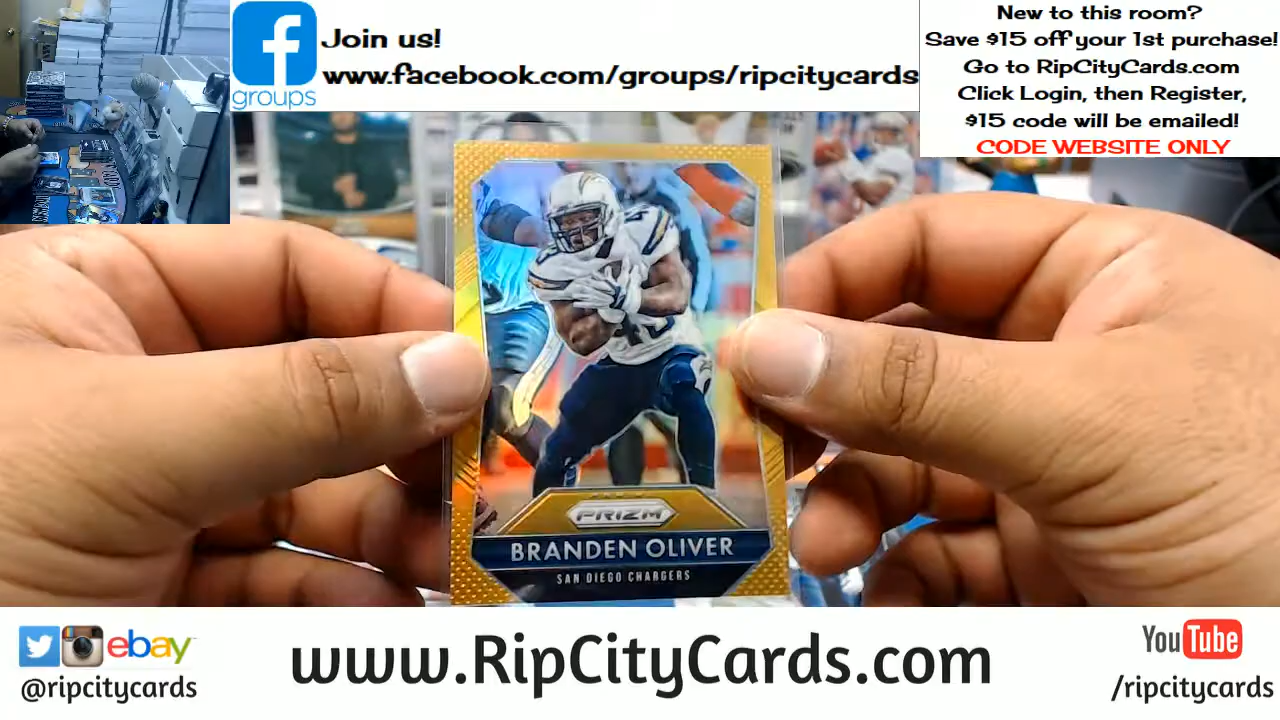 groups
Join us!
www.facebook.com/groups/ripcitycards
New to this room?
Save $15 off your 1st purchase!
Go to RipCityCards.com
Click Login, then Register,
$15 code will be emailed!
CODE WEBSITE ONLY
PRIZM
BRANDEN OLIVER
SAN DIEGO CHARGERS
ebay
@ripcitycards
www.RipCityCards.com
YouTube
/ripcitycards